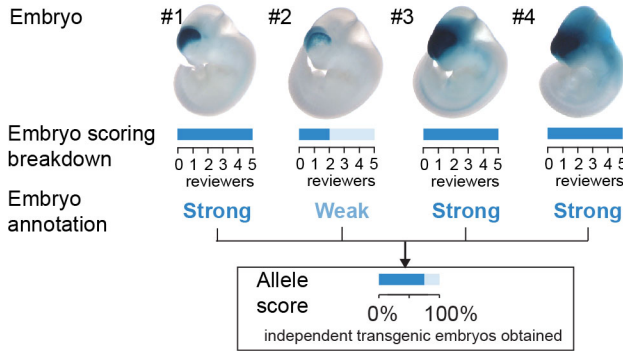 Embryo #1 #2 #3 #4
Embryo scoring
breakdown
0 1 2 3 4 5 0 1 2 3 4 5 0 1 2 3 4 5 0 1 2 3 4 5
reviewers reviewers reviewers reviewers
Embryo
annotation
Strong Weak Strong Strong
Allele
score
0% 100%
independent transgenic embryos obtained